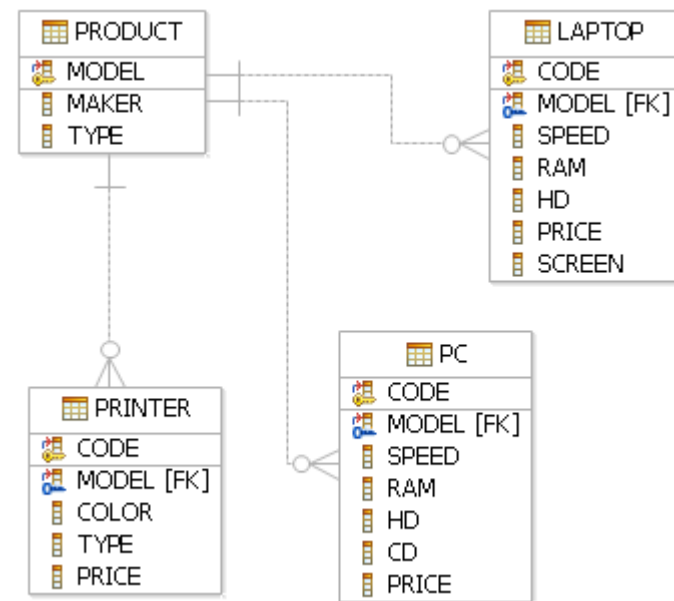 PRODUCT
MODEL
MAKER
TYPE
LAPTOP
CODE
MODEL [FK]
SPEED
RAM
HD
PRICE
SCREEN
PRINTER
CODE
MODEL [FK]
COLOR
TYPE
PRICE
PC
CODE
MODEL [FK]
SPEED
RAM
HD
CD
PRICE